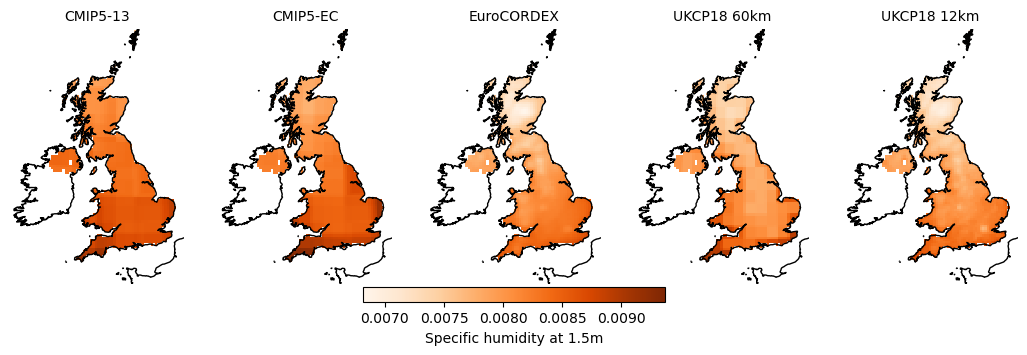 CMIP5-13 CMIP5-EC EuroCORDEX UKCP18 60km UKCP18 12km
0.0070 0.0075 0.0080 0.0085 0.0090
Specific humidity at 1.5m